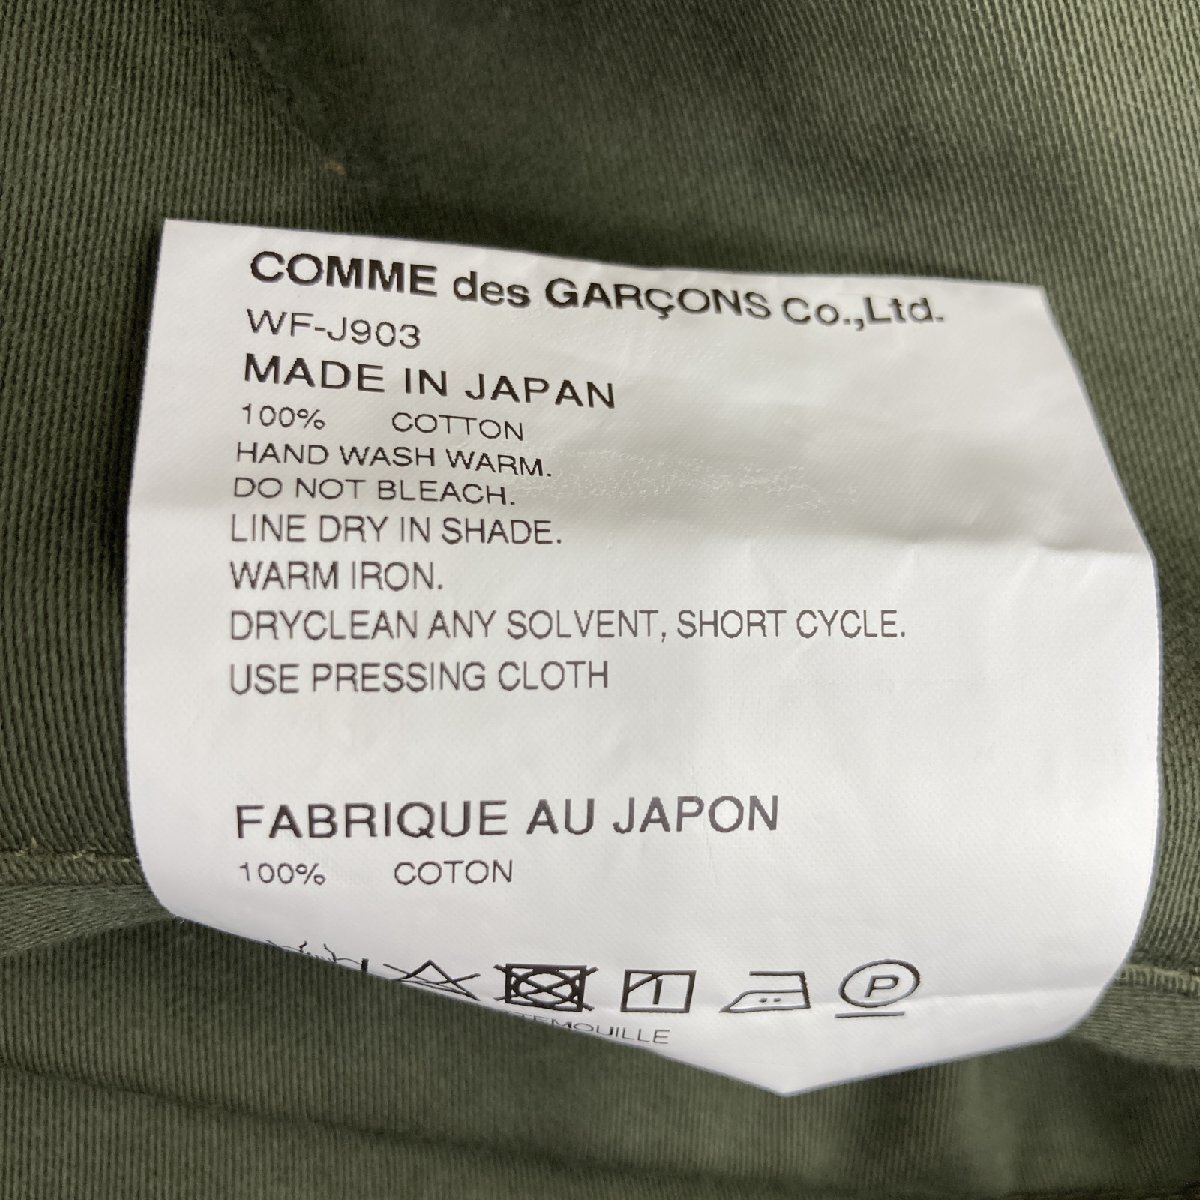 COMME des GARÇONS Co.,Ltd.
WF-J903
MADE IN JAPAN
100% COTTON
HAND WASH WARM.
DO NOT BLEACH.
LINE DRY IN SHADE.
WARM IRON.
DRYCLEAN ANY SOLVENT, SHORT CYCLE.
USE PRESSING CLOTH
FABRIQUE AU JAPON
100% COTON
P